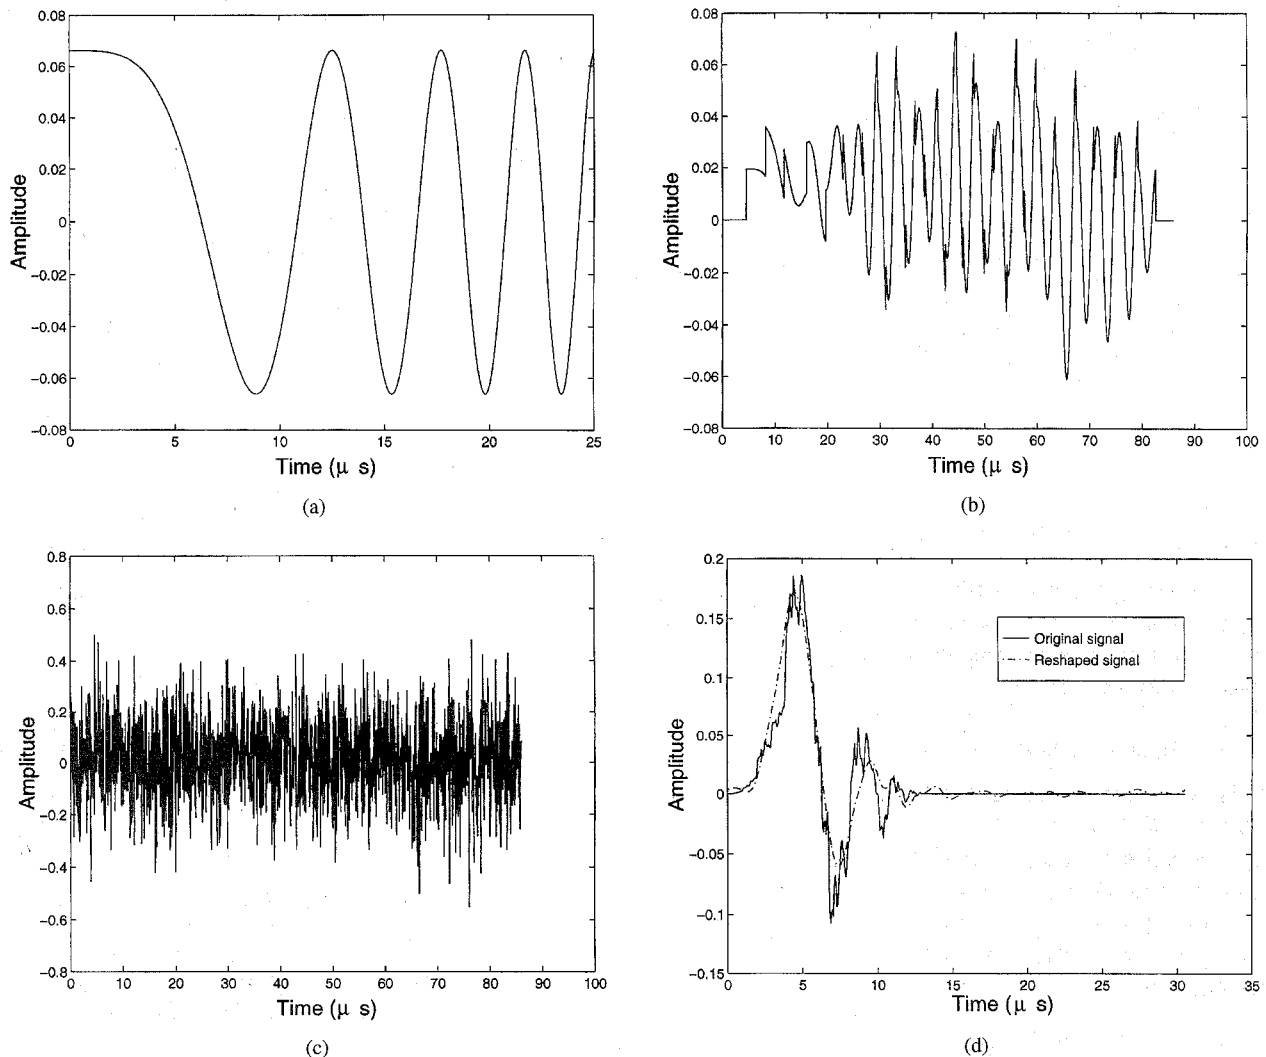 0.08
0.06
0.04
0.02
0
−0.02
−0.04
−0.06
−0.08
Amplitude
0 5 10 15 20 25
Time (μ s)
(a)
0.08
0.06
0.04
0.02
0
−0.02
−0.04
−0.06
−0.08
Amplitude
0 10 20 30 40 50 60 70 80 90 100
Time (μ s)
(b)
0.8
0.6
0.4
0.2
0
−0.2
−0.4
−0.6
−0.8
Amplitude
0 10 20 30 40 50 60 70 80 90 100
Time (μ s)
(c)
0.2
0.15
0.1
0.05
0
−0.05
−0.1
−0.15
Amplitude
Original signal
Reshaped signal
0 5 10 15 20 25 30 35
Time (μ s)
(d)